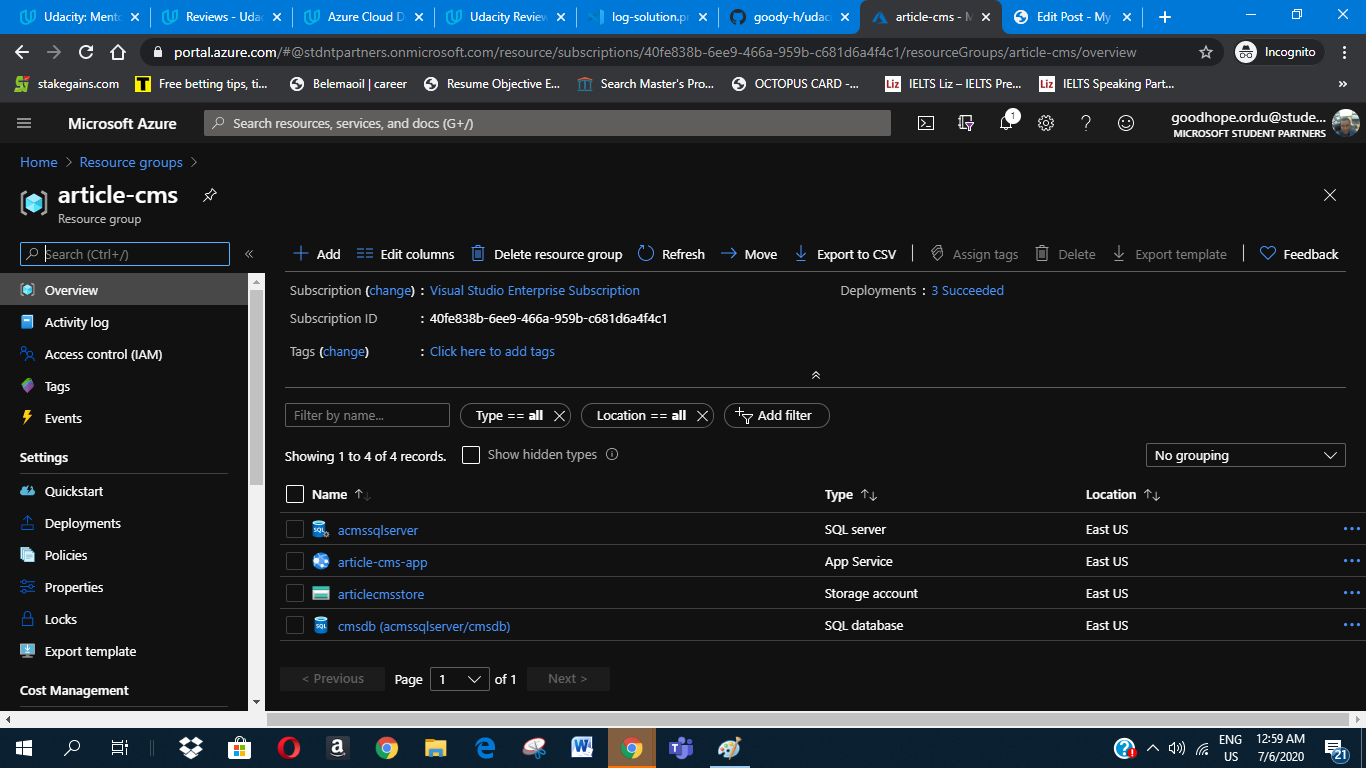 Udacity: Mento
Reviews - Udac
Azure Cloud D
Udacity Review
log-solution.pn
goody-h/udaci
article-cms - M
Edit Post - My
portal.azure.com/#@stdntpartners.onmicrosoft.com/resource/subscriptions/40fe838b-6ee9-466a-959b-c681d6a4f4c1/resourceGroups/article-cms/overview
Incognito
stakegains.com
Free betting tips, ti...
Belemaoil | career
Resume Objective E...
Search Master's Pro...
OCTOPUS CARD -...
Liz IELTS Liz – IELTS Pre...
Liz IELTS Speaking Part...
»
Microsoft Azure
Search resources, services, and docs (G+/)
1
goodhope.ordu@stude...
MICROSOFT STUDENT PARTNERS
Home > Resource groups >
article-cms
Resource group
Search (Ctrl+/)
«
Add
Edit columns
Delete resource group
Refresh
Move
Export to CSV
Assign tags
Delete
Export template
Feedback
Overview
Activity log
Access control (IAM)
Tags
Events
Settings
Quickstart
Deployments
Policies
Properties
Locks
Export template
Cost Management
Subscription (change) : Visual Studio Enterprise Subscription
Deployments : 3 Succeeded
Subscription ID : 40fe838b-6ee9-466a-959b-c681d6a4f4c1
Tags (change) : Click here to add tags
Filter by name...
Type == all
Location == all
Add filter
Showing 1 to 4 of 4 records.
Show hidden types
No grouping
Name Type Location
acmssqlserver SQL server East US
article-cms-app App Service East US
articlecmsstore Storage account East US
cmsdb (acmssqlserver/cmsdb) SQL database East US
< Previous Page 1 of 1 Next >
ENG
US
12:59 AM
7/6/2020
21